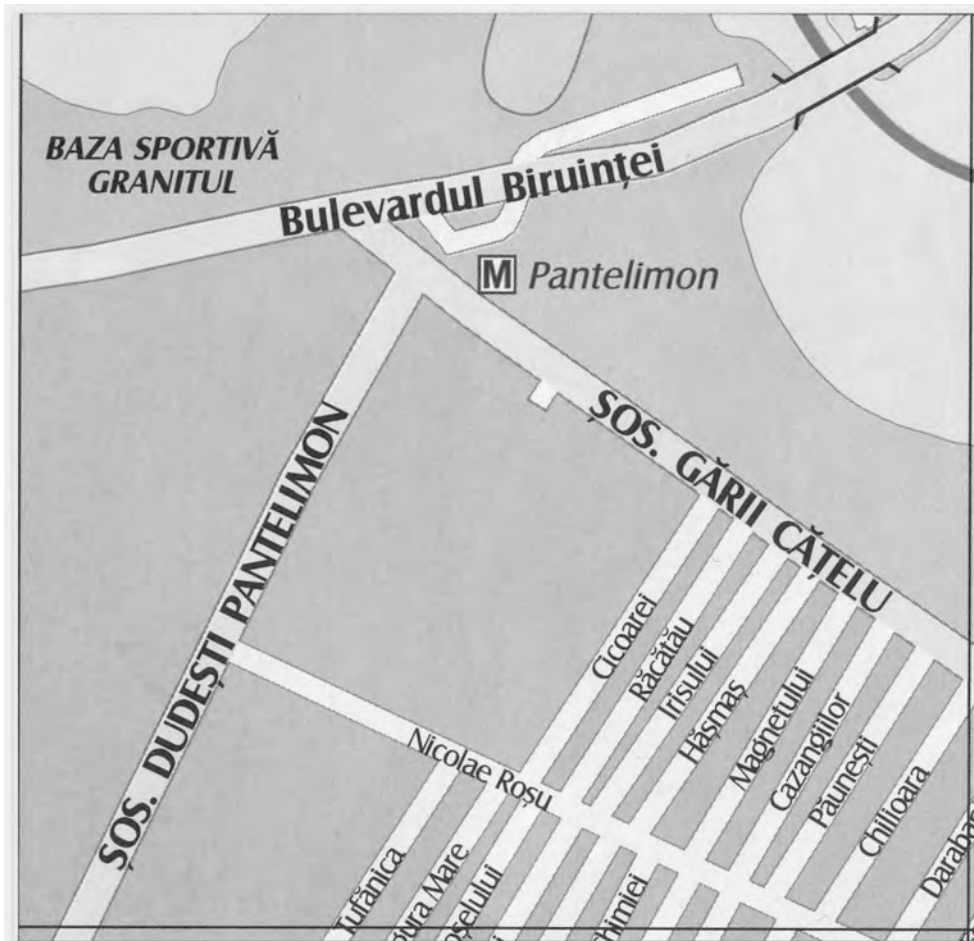 BAZA SPORTIVĂ
GRANITUL
Bulevardul Biruinței
M Pantelimon
ȘOS. GĂRII CĂȚELU
ȘOS. DUDEȘTI PANTELIMON
Cicoarei
Răcătău
Irisului
Hășmaș
Magnetului
Cazangiilor
Păunești
Chilioara
Nicolae Roșu
Tufănica
Mare